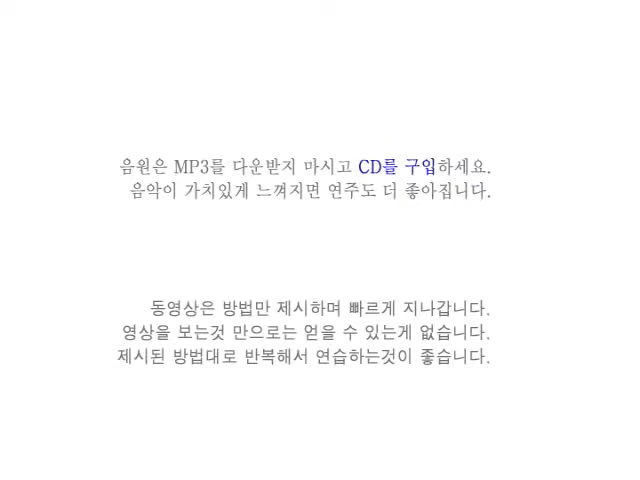 음원은 MP3를 다운받지 마시고 CD를 구입하세요.
음악이 가치있게 느껴지면 연주도 더 좋아집니다.
동영상은 방법만 제시하며 빠르게 지나갑니다.
영상을 보는것 만으로는 얻을 수 있는게 없습니다.
제시된 방법대로 반복해서 연습하는것이 좋습니다.